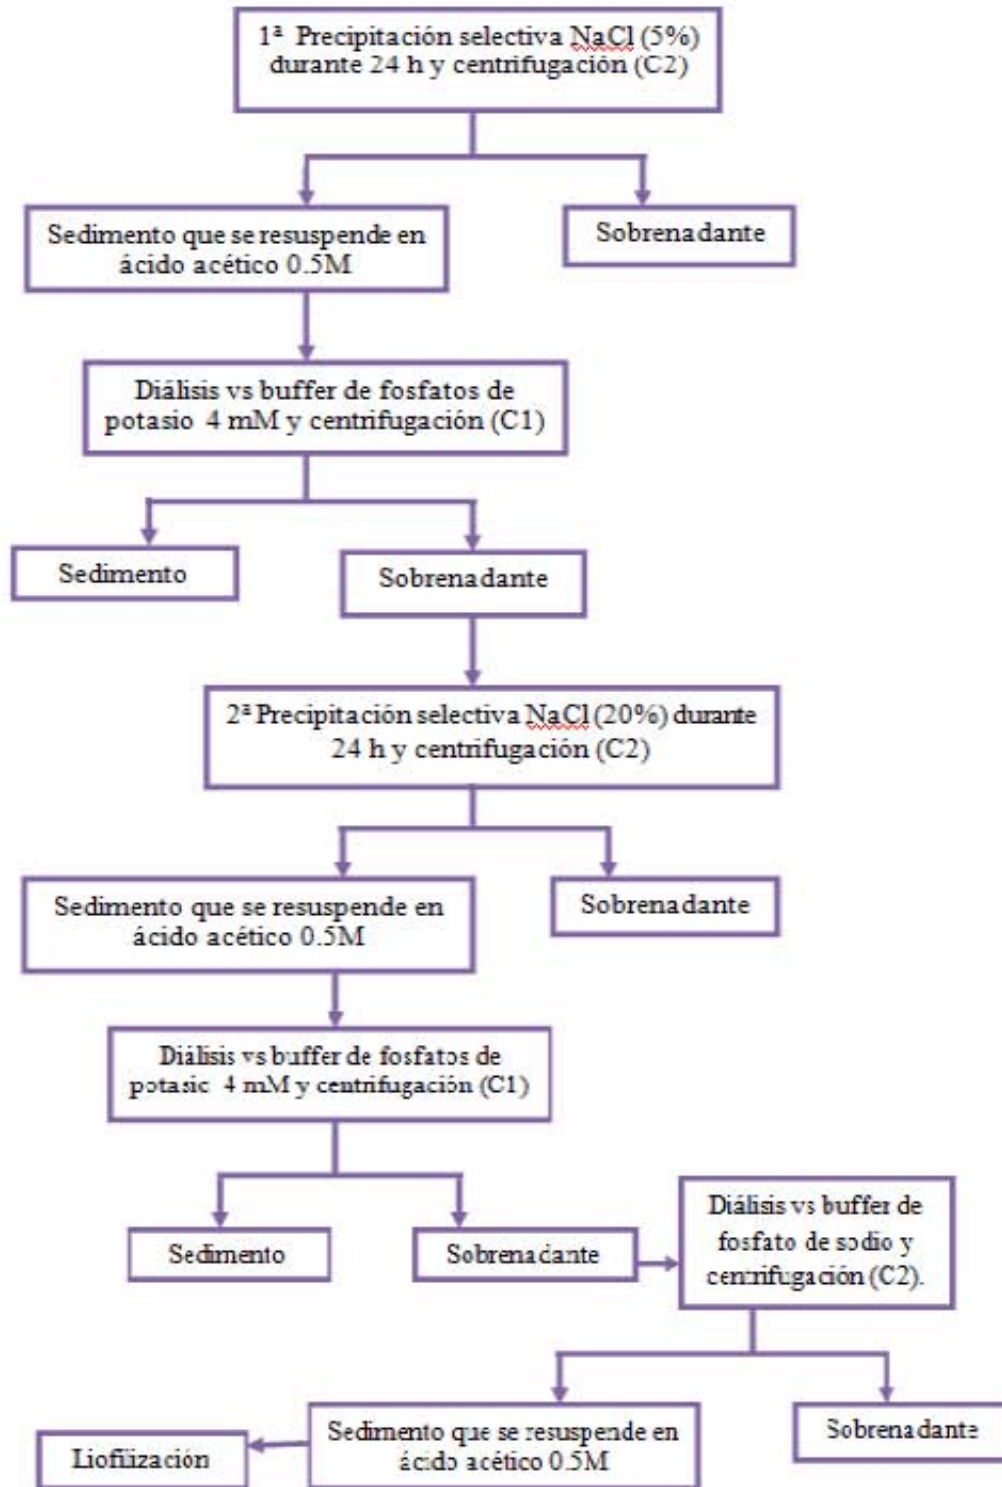 1ª Precipitación selectiva NaCl (5%)
durante 24 h y centrifugación (C2)
Sedimento que se resuspende en
ácido acético 0.5M
Sobrenadante
Diálisis vs buffer de fosfatos de
potasio 4 mM y centrifugación (C1)
Sedimento
Sobrenadante
2ª Precipitación selectiva NaCl (20%) durante
24 h y centrifugación (C2)
Sedimento que se resuspende en
ácido acético 0.5M
Sobrenadante
Diálisis vs buffer de fosfatos de
potasio 4 mM y centrifugación (C1)
Sedimento
Sobrenadante
Diálisis vs buffer de
fosfato de sodio y
centrifugación (C2).
Sedimento que se resuspende en
ácido acético 0.5M
Sobrenadante
Liofilización